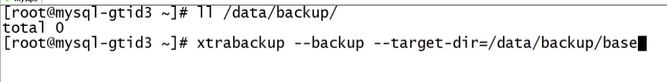 [root@mysql-gtid3 ~]# ll /data/backup/
total 0
[root@mysql-gtid3 ~]# xtrabackup --backup --target-dir=/data/backup/base